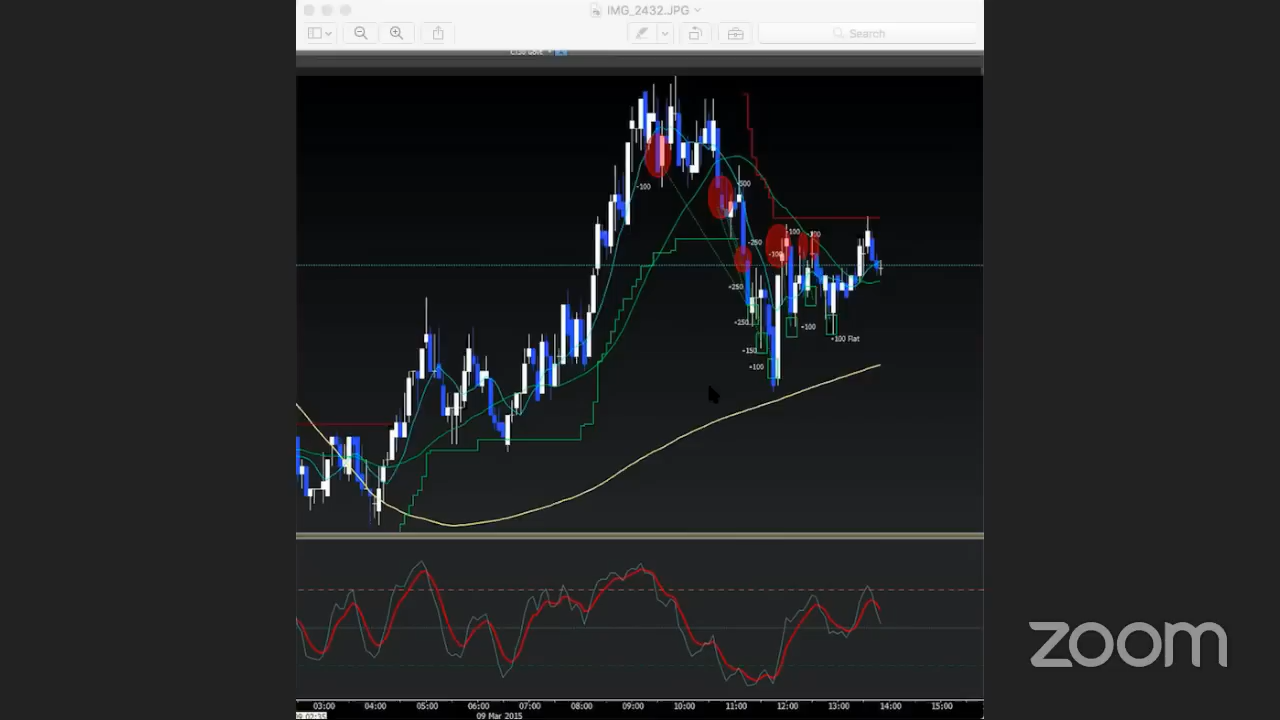 IMG_2432.JPG
Search
-100
-500
-250
-100
-100
-100
+250
+250
+150
+100
+100
+100 Flat
03:00 04:00 05:00 06:00 07:00 08:00 09:00 10:00 11:00 12:00 13:00 14:00 15:00
09 Mar 2015
zoom